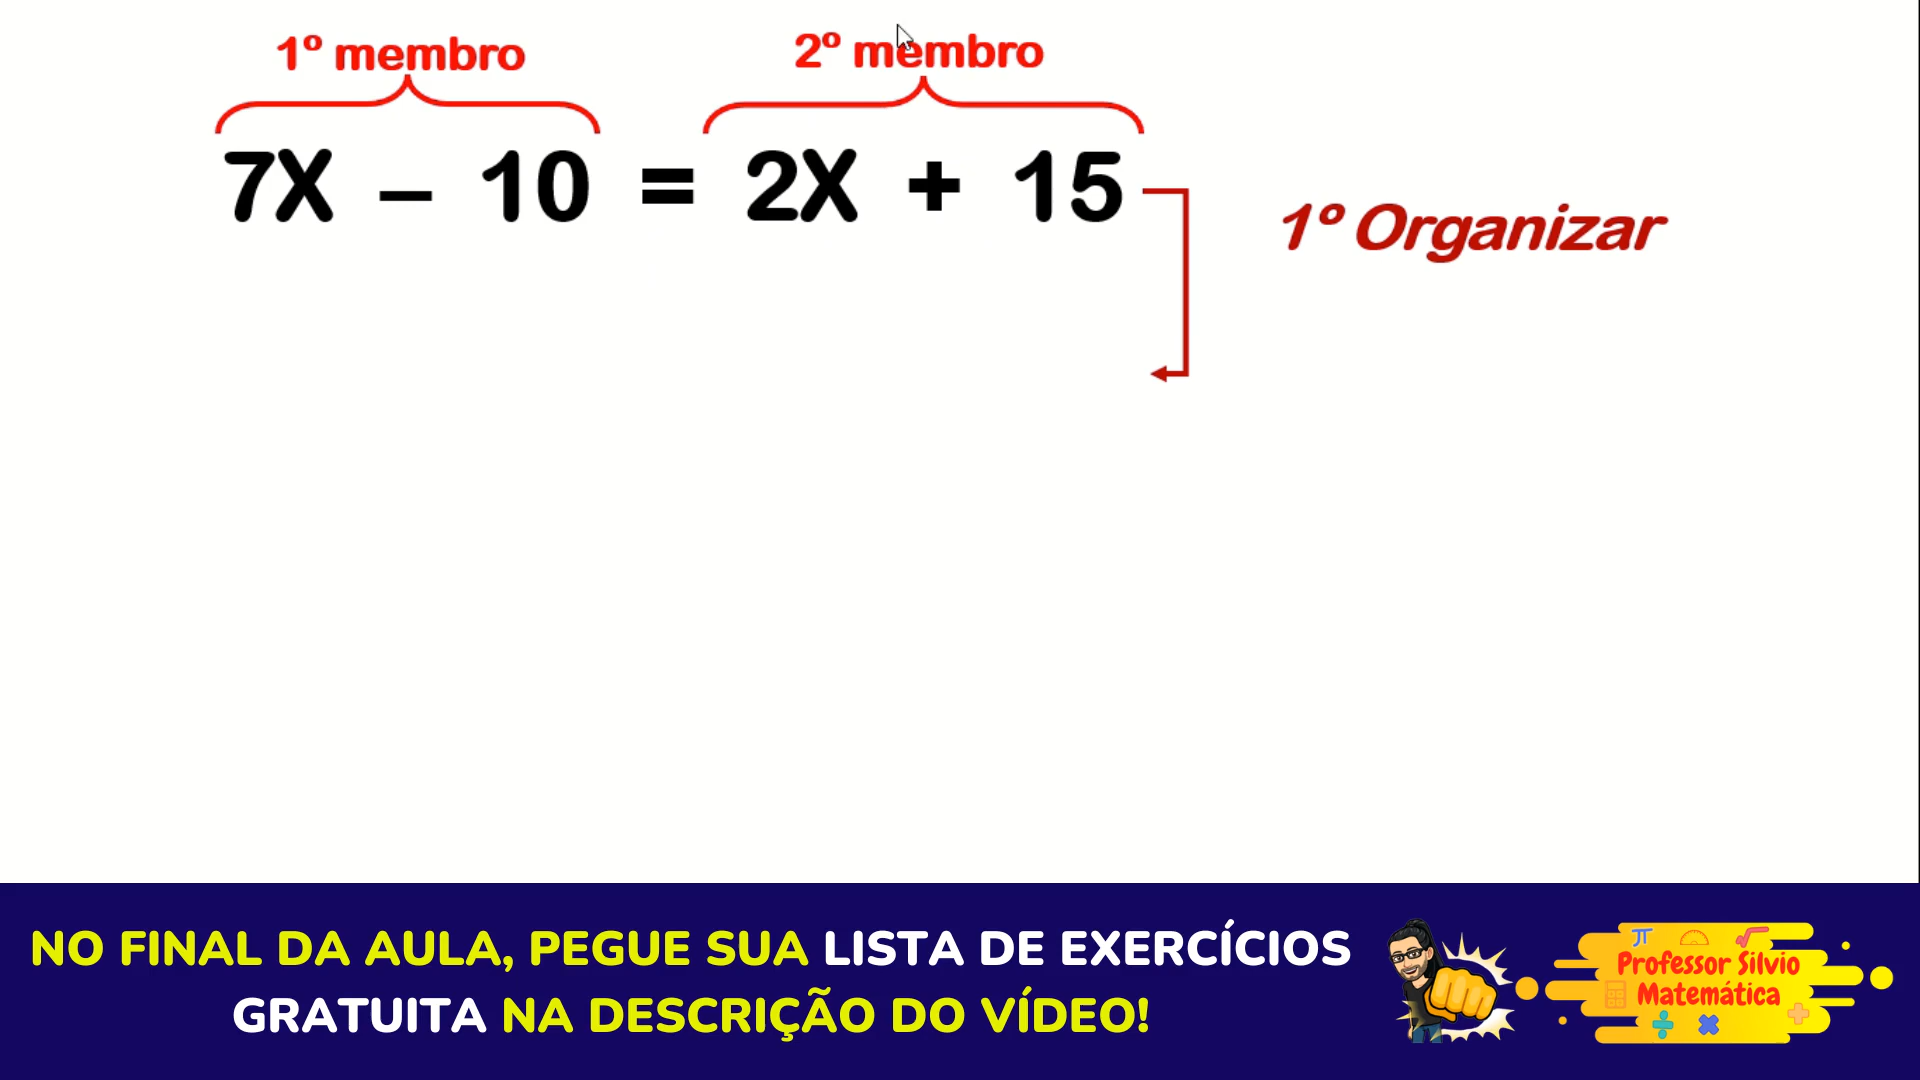 1º membro
2º membro
7X – 10 = 2X + 15
1º Organizar
NO FINAL DA AULA, PEGUE SUA LISTA DE EXERCÍCIOS
GRATUITA NA DESCRIÇÃO DO VÍDEO!
Professor Silvio
Matemática